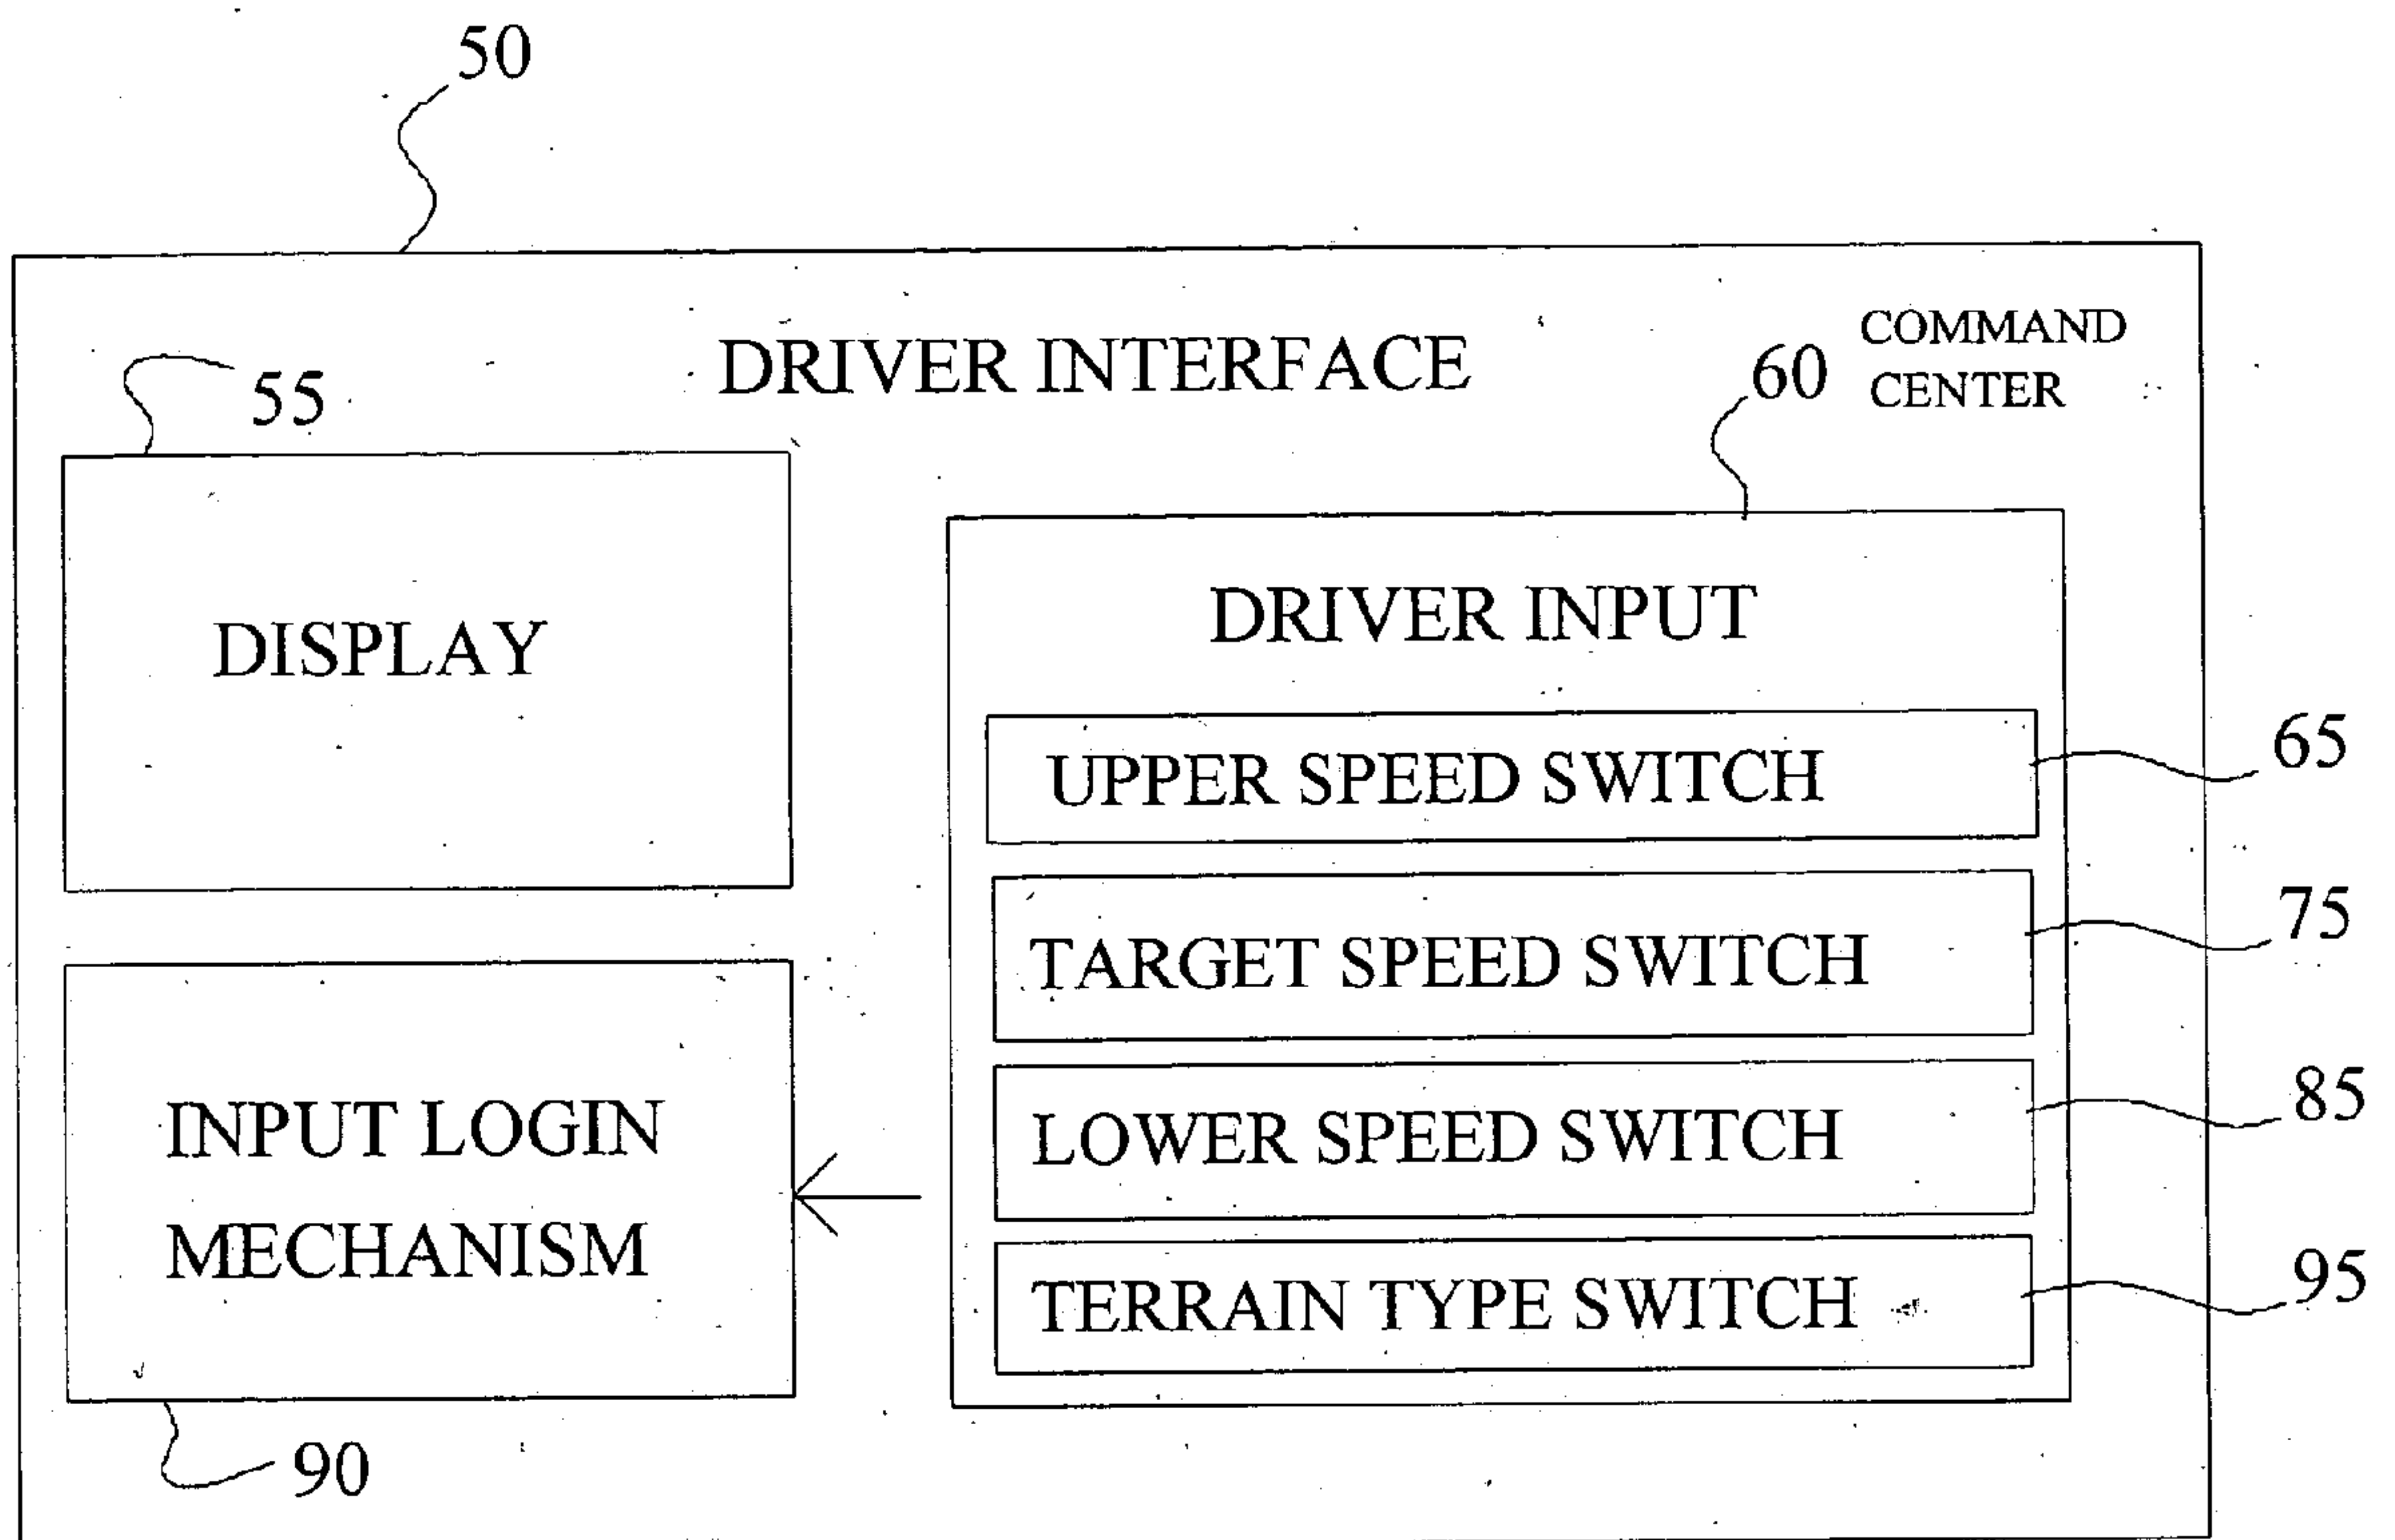 50
DRIVER INTERFACE
COMMAND
CENTER
60
55
DISPLAY
DRIVER INPUT
UPPER SPEED SWITCH
65
TARGET SPEED SWITCH
75
LOWER SPEED SWITCH
85
TERRAIN TYPE SWITCH
95
INPUT LOGIN
MECHANISM
90